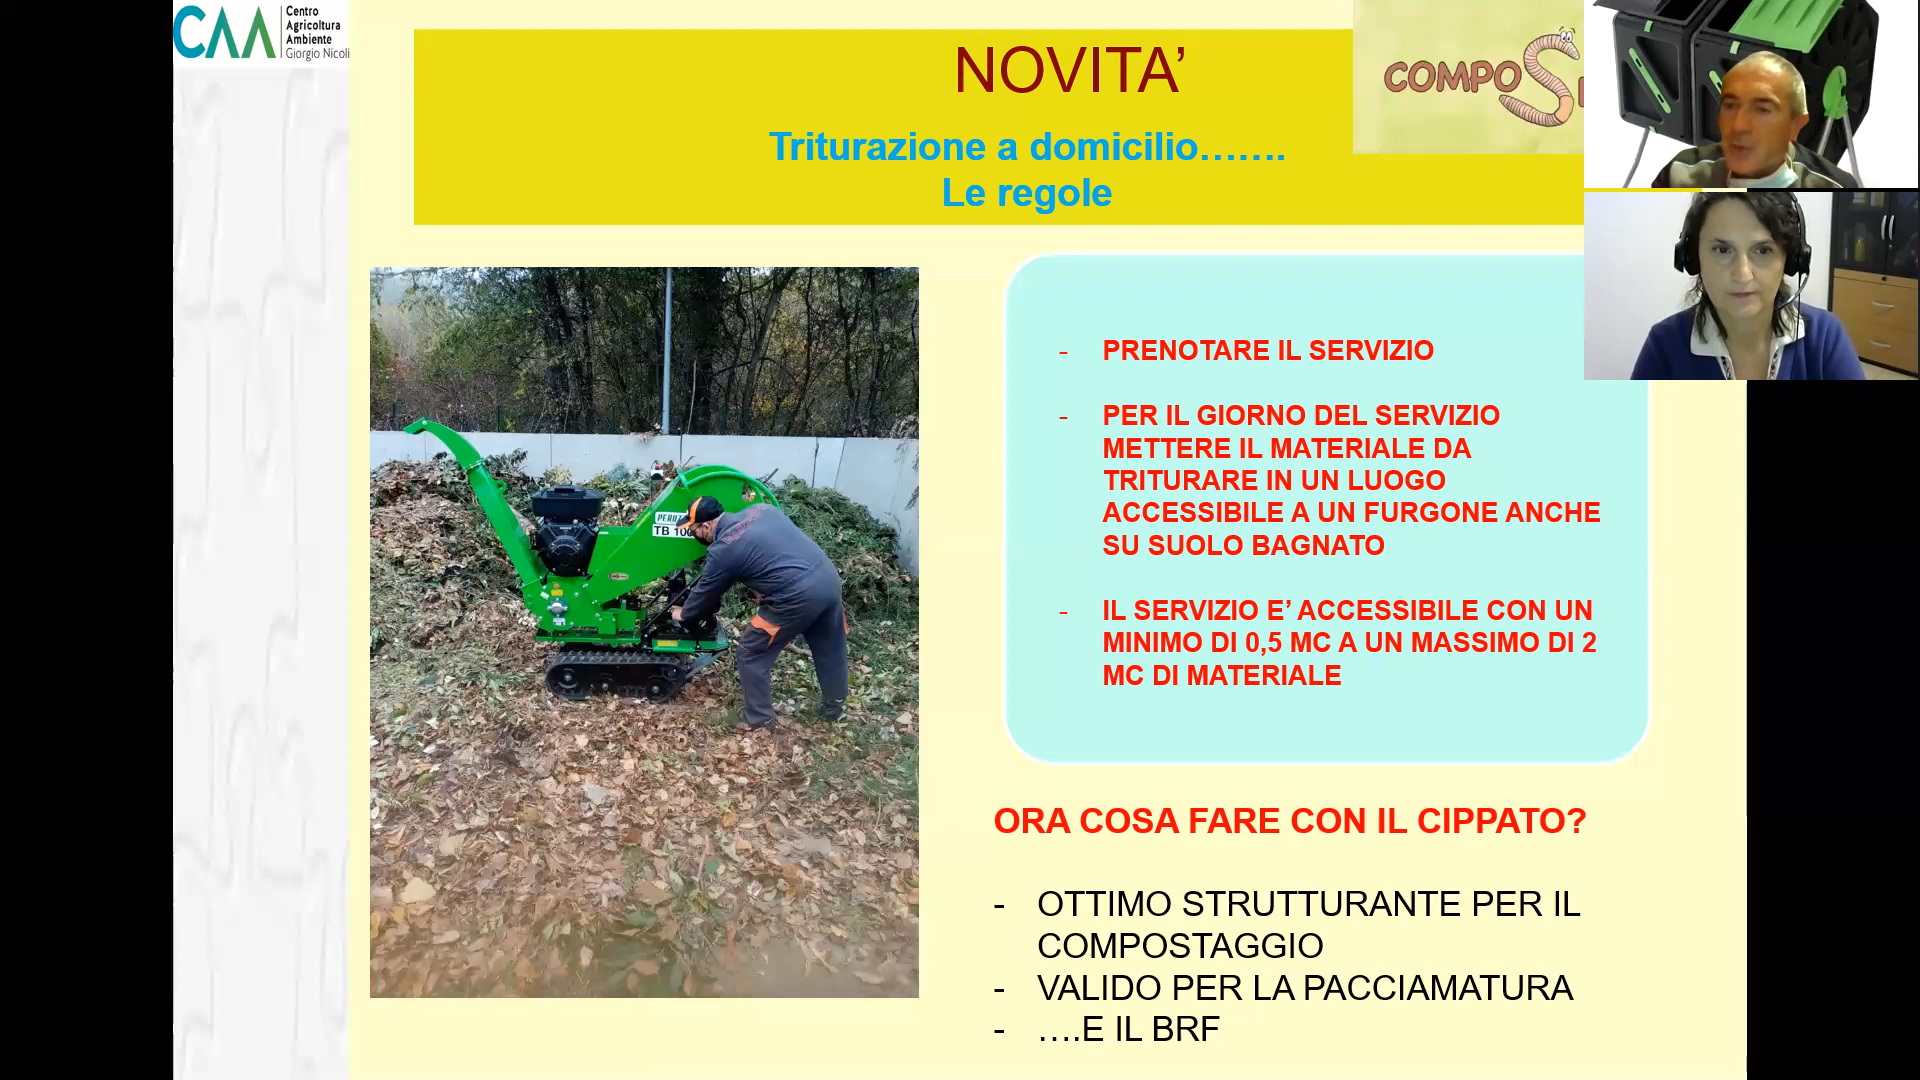 Centro
Agricoltura
Ambiente
Giorgio Nicoli
CAA
NOVITA’
Triturazione a domicilio…….
Le regole
COMPOS
TB 100
- PRENOTARE IL SERVIZIO
- PER IL GIORNO DEL SERVIZIO
METTERE IL MATERIALE DA
TRITURARE IN UN LUOGO
ACCESSIBILE A UN FURGONE ANCHE
SU SUOLO BAGNATO
- IL SERVIZIO E’ ACCESSIBILE CON UN
MINIMO DI 0,5 MC A UN MASSIMO DI 2
MC DI MATERIALE
ORA COSA FARE CON IL CIPPATO?
- OTTIMO STRUTTURANTE PER IL
COMPOSTAGGIO
- VALIDO PER LA PACCIAMATURA
- ….E IL BRF